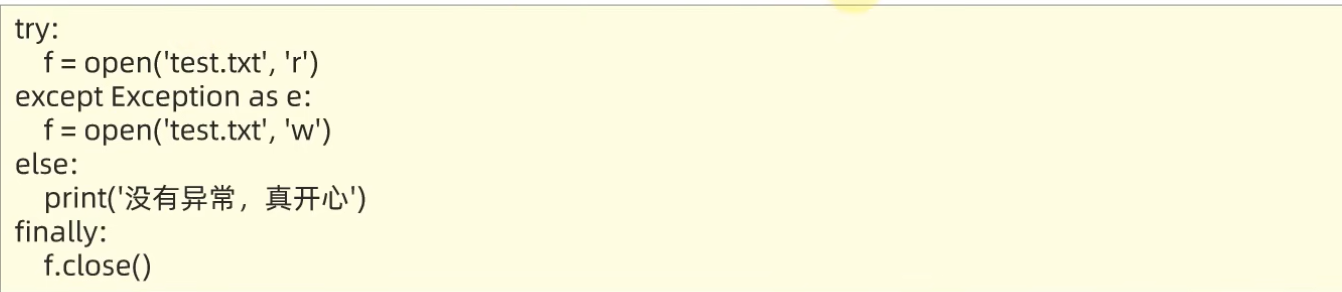 try:
    f = open('test.txt', 'r')
except Exception as e:
    f = open('test.txt', 'w')
else:
    print('没有异常，真开心')
finally:
    f.close()